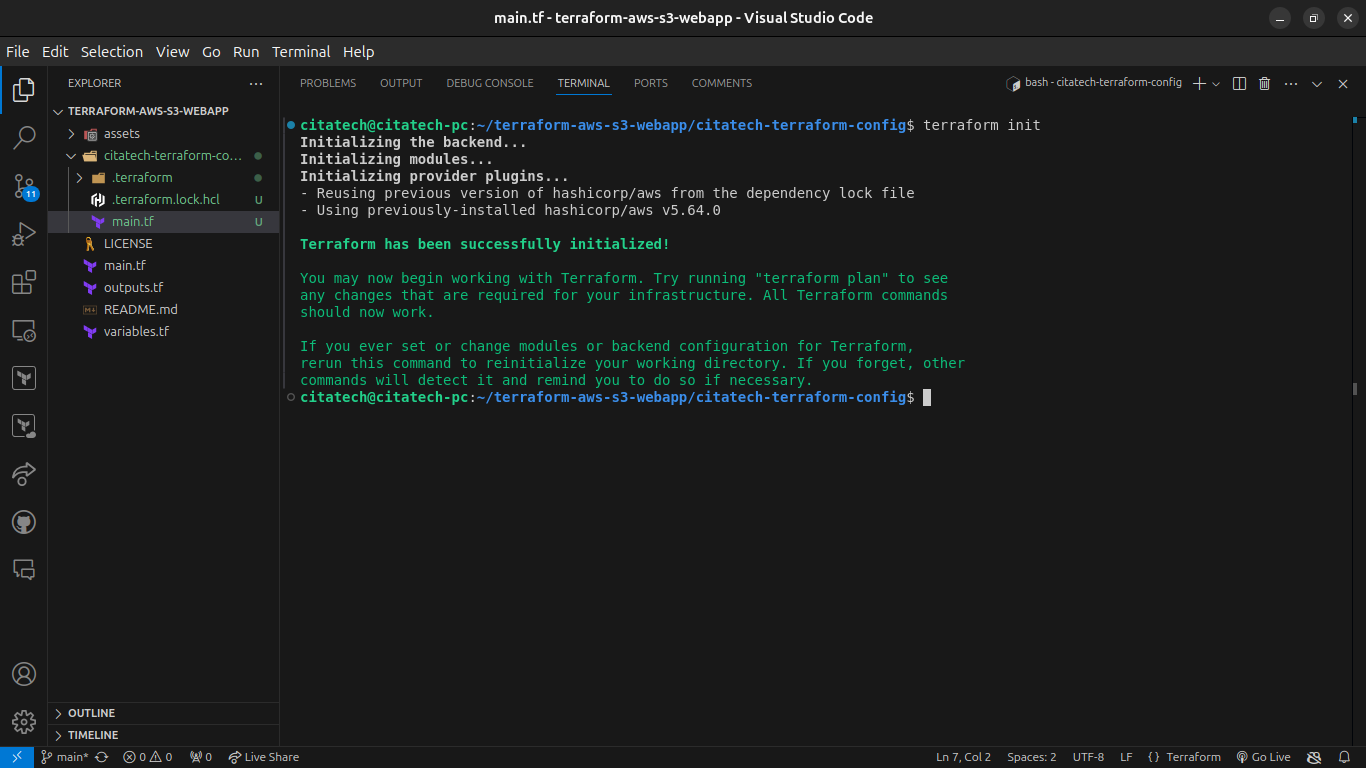 main.tf - terraform-aws-s3-webapp - Visual Studio Code
File Edit Selection View Go Run Terminal Help
EXPLORER
PROBLEMS OUTPUT DEBUG CONSOLE TERMINAL PORTS COMMENTS
bash - citatech-terraform-config
TERRAFORM-AWS-S3-WEBAPP
assets
citatech-terraform-co...
.terraform
.terraform.lock.hcl U
main.tf U
LICENSE
main.tf
outputs.tf
README.md
variables.tf
OUTLINE
TIMELINE
11
citatech@citatech-pc:~/terraform-aws-s3-webapp/citatech-terraform-config$ terraform init
Initializing the backend...
Initializing modules...
Initializing provider plugins...
- Reusing previous version of hashicorp/aws from the dependency lock file
- Using previously-installed hashicorp/aws v5.64.0
Terraform has been successfully initialized!
You may now begin working with Terraform. Try running "terraform plan" to see
any changes that are required for your infrastructure. All Terraform commands
should now work.
If you ever set or change modules or backend configuration for Terraform,
rerun this command to reinitialize your working directory. If you forget, other
commands will detect it and remind you to do so if necessary.
citatech@citatech-pc:~/terraform-aws-s3-webapp/citatech-terraform-config$
main* 0 0 0 Live Share Ln 7, Col 2 Spaces: 2 UTF-8 LF {} Terraform Go Live